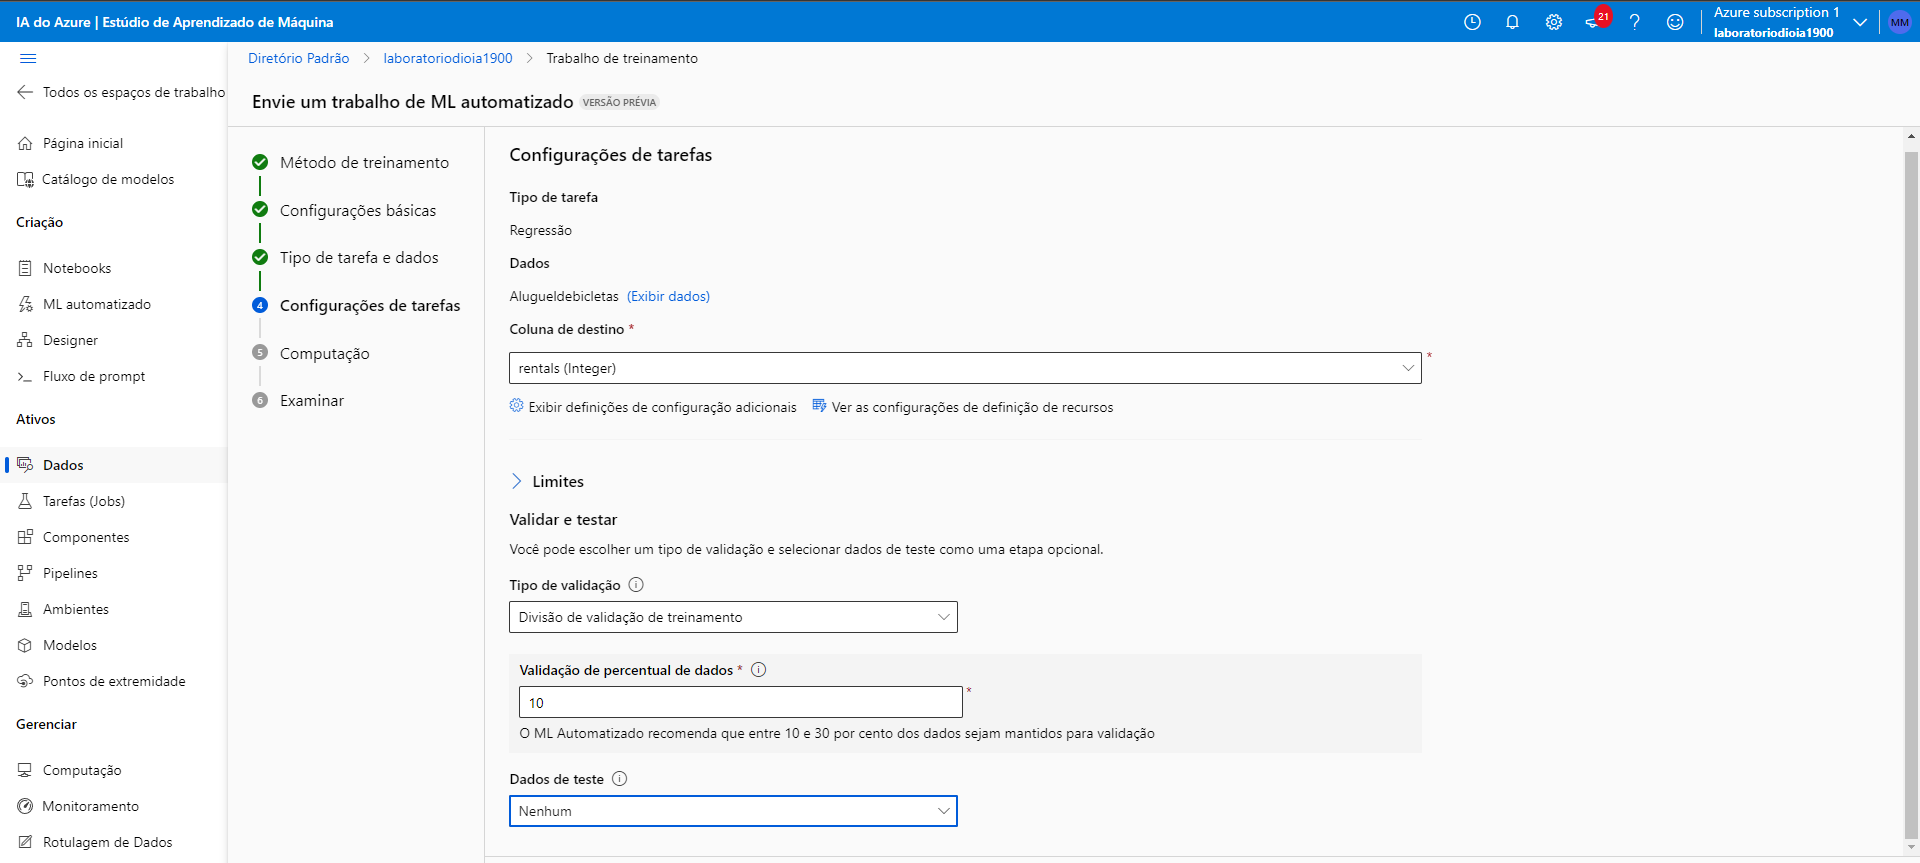 IA do Azure | Estúdio de Aprendizado de Máquina
21
Azure subscription 1
laboratoriodioia1900
MM
Todos os espaços de trabalho
Página inicial
Catálogo de modelos
Criação
Notebooks
ML automatizado
Designer
Fluxo de prompt
Ativos
Dados
Tarefas (Jobs)
Componentes
Pipelines
Ambientes
Modelos
Pontos de extremidade
Gerenciar
Computação
Monitoramento
Rotulagem de Dados
Diretório Padrão > laboratoriodioia1900 > Trabalho de treinamento
Envie um trabalho de ML automatizado VERSÃO PRÉVIA
Método de treinamento
Configurações básicas
Tipo de tarefa e dados
4 Configurações de tarefas
5 Computação
6 Examinar
Configurações de tarefas
Tipo de tarefa
Regressão
Dados
Alugueldebicletas (Exibir dados)
Coluna de destino *
rentals (Integer) *
Exibir definições de configuração adicionais Ver as configurações de definição de recursos
Limites
Validar e testar
Você pode escolher um tipo de validação e selecionar dados de teste como uma etapa opcional.
Tipo de validação
Divisão de validação de treinamento
Validação de percentual de dados *
10 *
O ML Automatizado recomenda que entre 10 e 30 por cento dos dados sejam mantidos para validação
Dados de teste
Nenhum